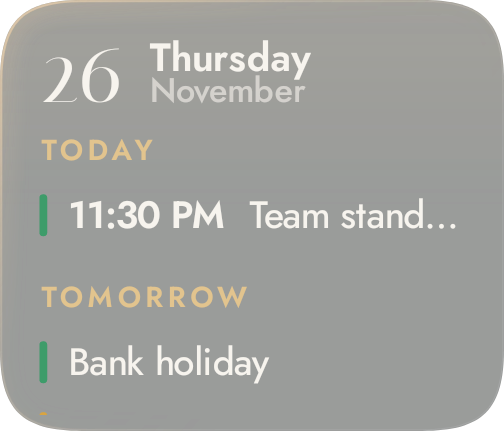 26 Thursday
November
TODAY
11:30 PM Team stand...
TOMORROW
Bank holiday